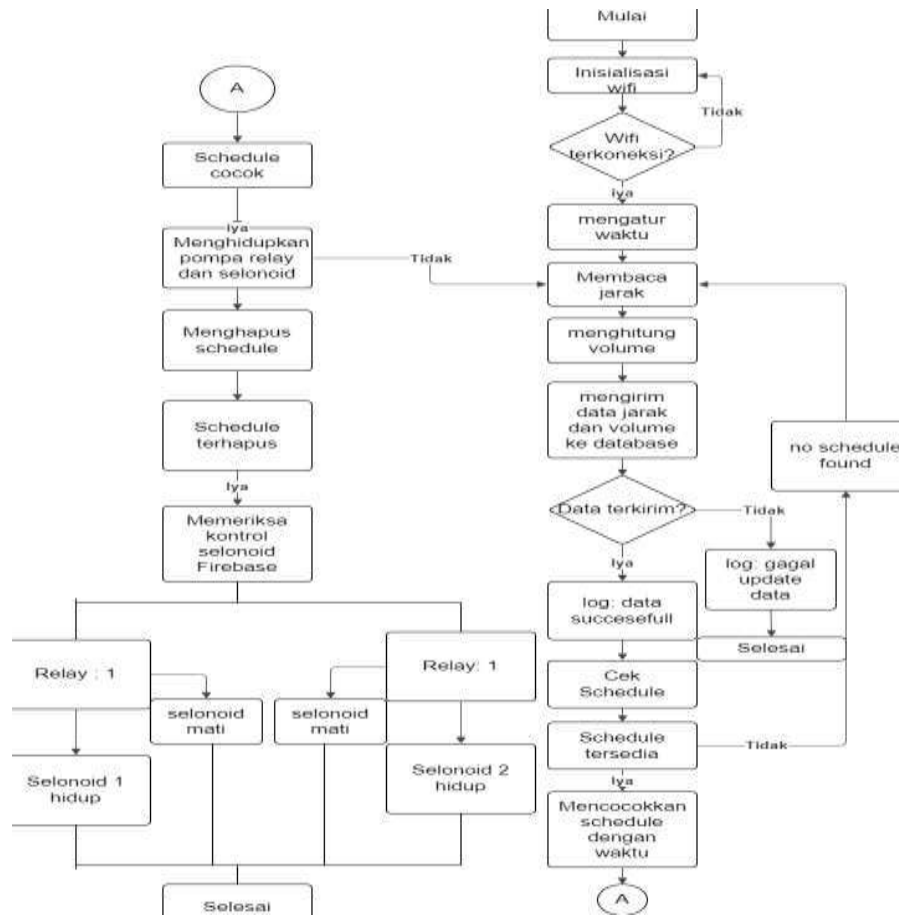 Mulai
Inisialisasi
wifi
Tidak
Wifi
terkoneksi?
Iya
mengatur
waktu
Membaca
jarak
menghitung
volume
mengirim
data jarak
dan volume
ke database
no schedule
found
Data terkirim?
Tidak
Iya
log: gagal
update
data
Selesai
log: data
succesefull
Cek
Schedule
Schedule
tersedia
Tidak
Iya
Mencocokkan
schedule
dengan
waktu
A
A
Schedule
cocok
Iya
Menghidupkan
pompa relay
dan selonoid
Tidak
Menghapus
schedule
Schedule
terhapus
Iya
Memeriksa
kontrol
selonoid
Firebase
Relay : 1
selonoid
mati
selonoid
mati
Relay: 1
Selonoid 1
hidup
Selonoid 2
hidup
Selesai